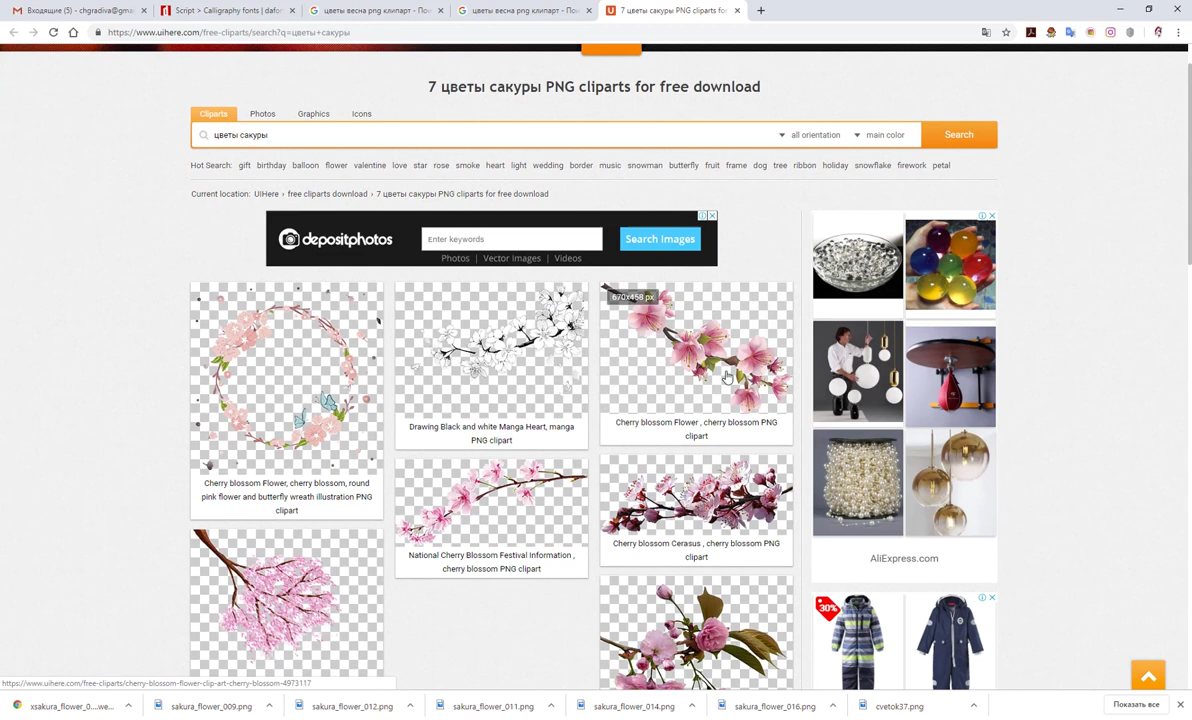 Входящие (5) - chgradiva@gma
Script > Calligraphy fonts | dafon
цветы весна png клипарт - Пои
цветы весна png клипарт - Пои
7 цветы сакуры PNG cliparts for
https://www.uihere.com/free-cliparts/search?q=цветы+сакуры
7 цветы сакуры PNG cliparts for free download
Cliparts Photos Graphics Icons
цветы сакуры all orientation main color Search
Hot Search: gift birthday balloon flower valentine love star rose smoke heart light wedding border music snowman butterfly fruit frame dog tree ribbon holiday snowflake firework petal
Current location: UIHere › free cliparts download › 7 цветы сакуры PNG cliparts for free download
depositphotos Enter keywords Search Images
Photos | Vector images | Videos
670x458 px
Cherry blossom Flower, cherry blossom, round
pink flower and butterfly wreath illustration PNG
clipart
Drawing Black and white Manga Heart, manga
PNG clipart
Cherry blossom Flower , cherry blossom PNG
clipart
National Cherry Blossom Festival Information ,
cherry blossom PNG clipart
Cherry blossom Cerasus , cherry blossom PNG
clipart
AliExpress.com
30%
https://www.uihere.com/free-cliparts/cherry-blossom-flower-clip-art-cherry-blossom-4973117
xsakura_flower_0....we...
sakura_flower_009.png
sakura_flower_012.png
sakura_flower_011.png
sakura_flower_014.png
sakura_flower_016.png
cvetok37.png
Показать все